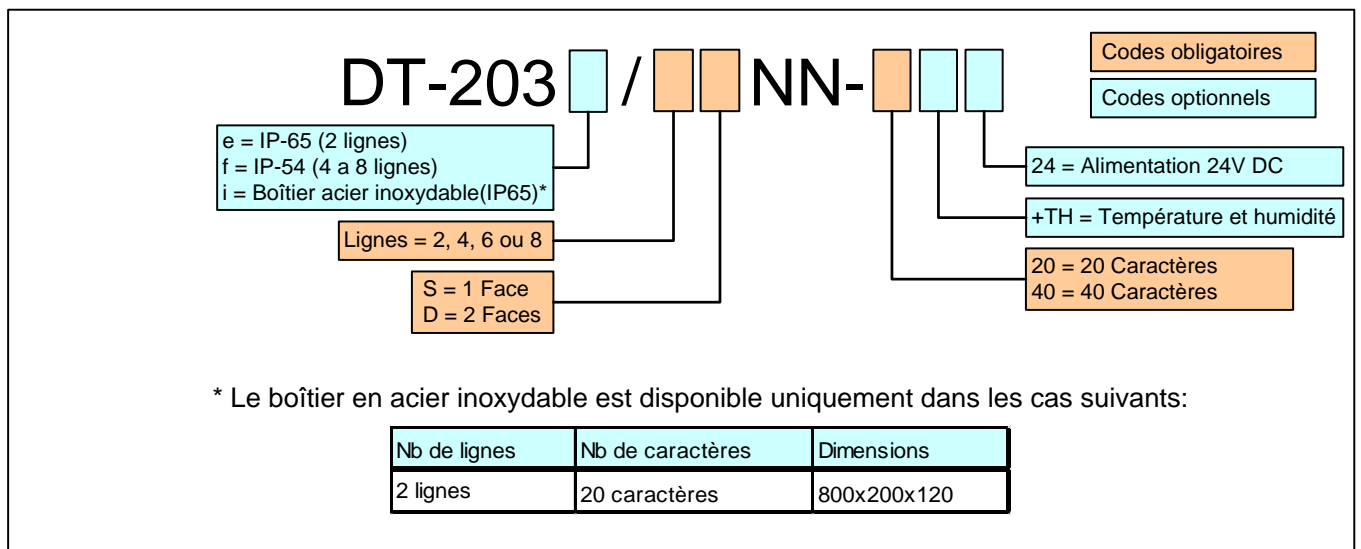 DT-203 / NN-
Codes obligatoires
Codes optionnels
e = IP-65 (2 lignes)
f = IP-54 (4 a 8 lignes)
i = Boîtier acier inoxydable(IP65)*
24 = Alimentation 24V DC
+TH = Température et humidité
Lignes = 2, 4, 6 ou 8
20 = 20 Caractères
40 = 40 Caractères
S = 1 Face
D = 2 Faces
* Le boîtier en acier inoxydable est disponible uniquement dans les cas suivants:
Nb de lignes Nb de caractères Dimensions
2 lignes 20 caractères 800x200x120